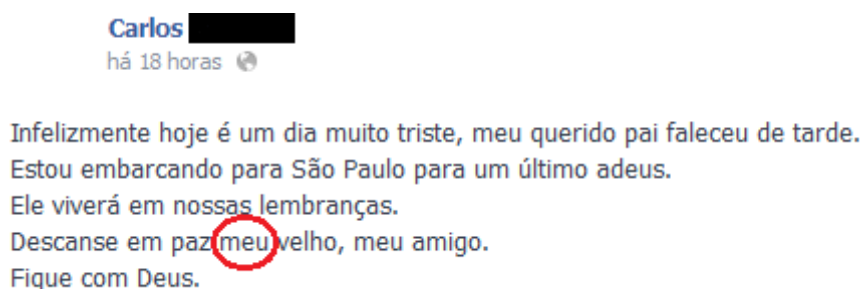 Carlos
há 18 horas
Infelizmente hoje é um dia muito triste, meu querido pai faleceu de tarde.
Estou embarcando para São Paulo para um último adeus.
Ele viverá em nossas lembranças.
Descanse em paz meu velho, meu amigo.
Fique com Deus.